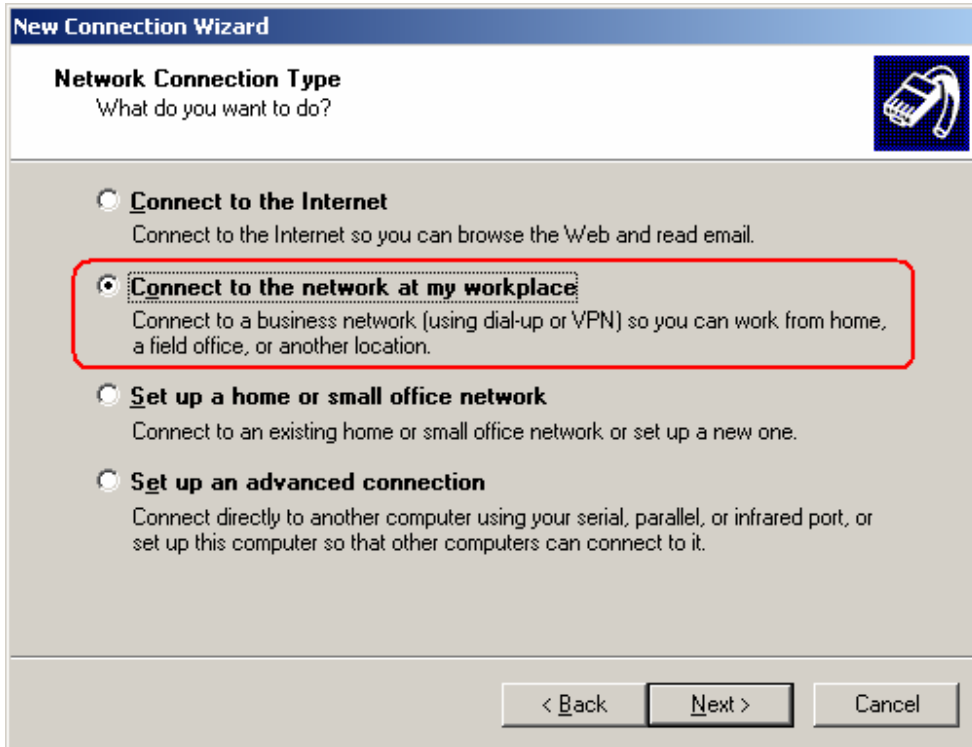 New Connection Wizard
Network Connection Type
What do you want to do?
Connect to the Internet
Connect to the Internet so you can browse the Web and read email.
Connect to the network at my workplace
Connect to a business network (using dial-up or VPN) so you can work from home,
a field office, or another location.
Set up a home or small office network
Connect to an existing home or small office network or set up a new one.
Set up an advanced connection
Connect directly to another computer using your serial, parallel, or infrared port, or
set up this computer so that other computers can connect to it.
< Back Next > Cancel